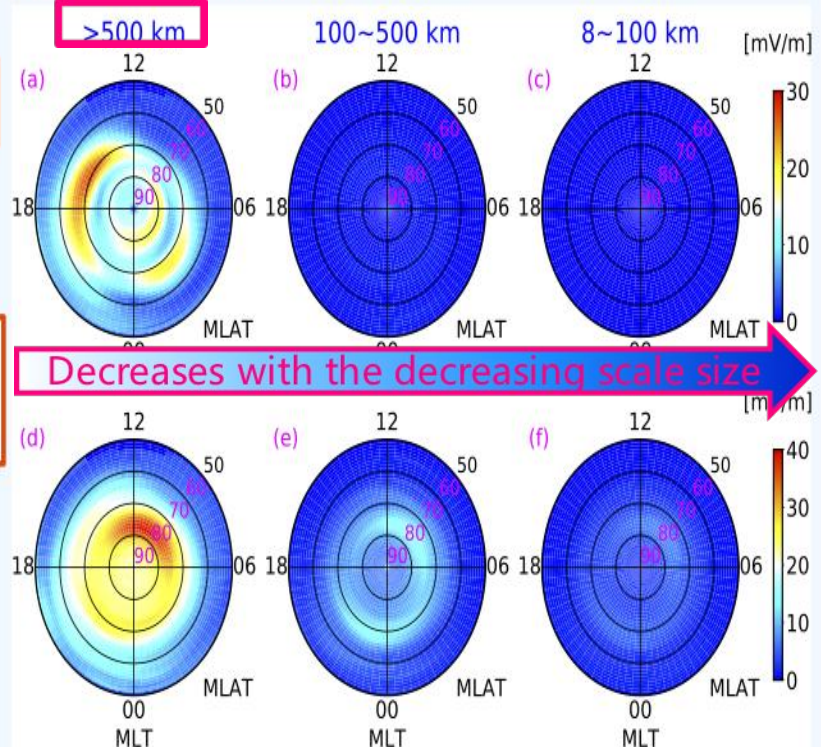 >500 km 100~500 km 8~100 km [mV/m]
12 12 12
(a) (b) (c)
50 50 50
60 60 60
70 70 70
80 80 80
90 90 90
18 06 18 06 18 06
MLAT MLAT MLAT
30
20
10
0
Decreases with the decreasing scale size
12 12 12
(d) (e) (f)
50 50 50
60 60 60
70 70 70
80 80 80
90 90 90
18 06 18 06 18 06
MLAT MLAT MLAT
00 00 00
MLT MLT MLT
40
30
20
10
0